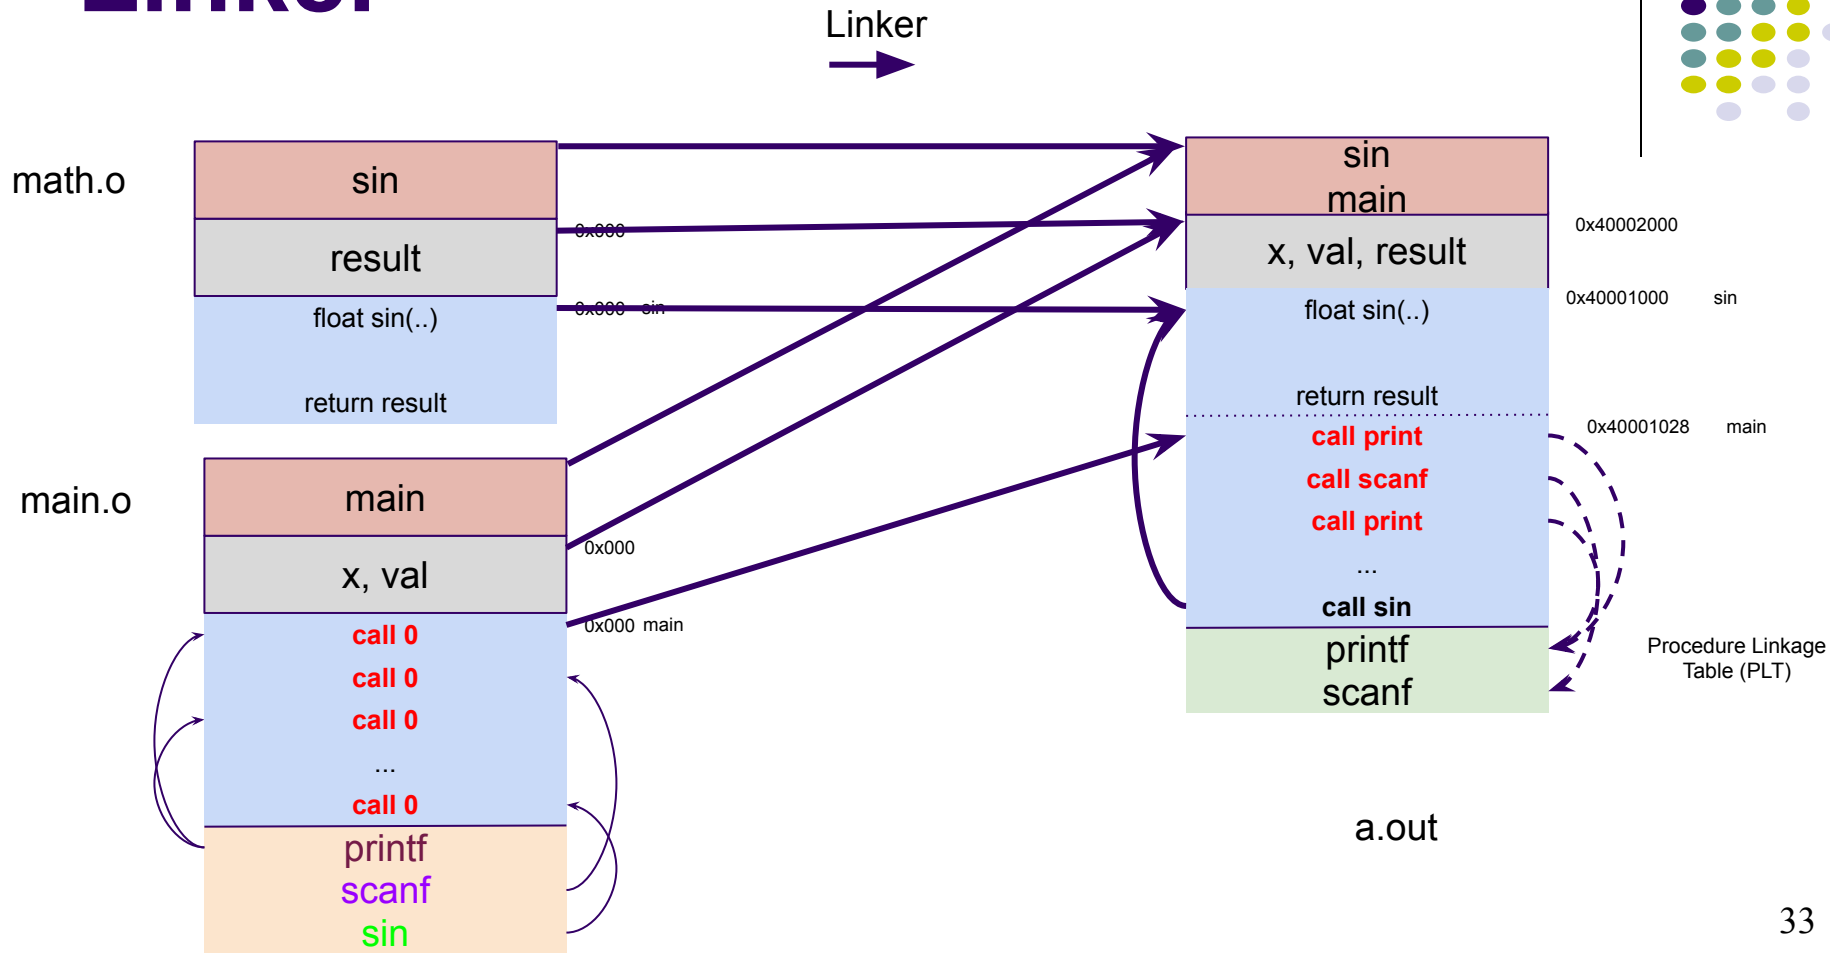 Linker
Linker
math.o
sin
0x000
result
0x000 sin
float sin(..)
return result
main.o
main
0x000
x, val
0x000 main
call 0
call 0
call 0
...
call 0
printf
scanf
sin
sin
main
0x40002000
x, val, result
0x40001000 sin
float sin(..)
return result
0x40001028 main
call print
call scanf
call print
...
call sin
printf
scanf
Procedure Linkage
Table (PLT)
a.out
33